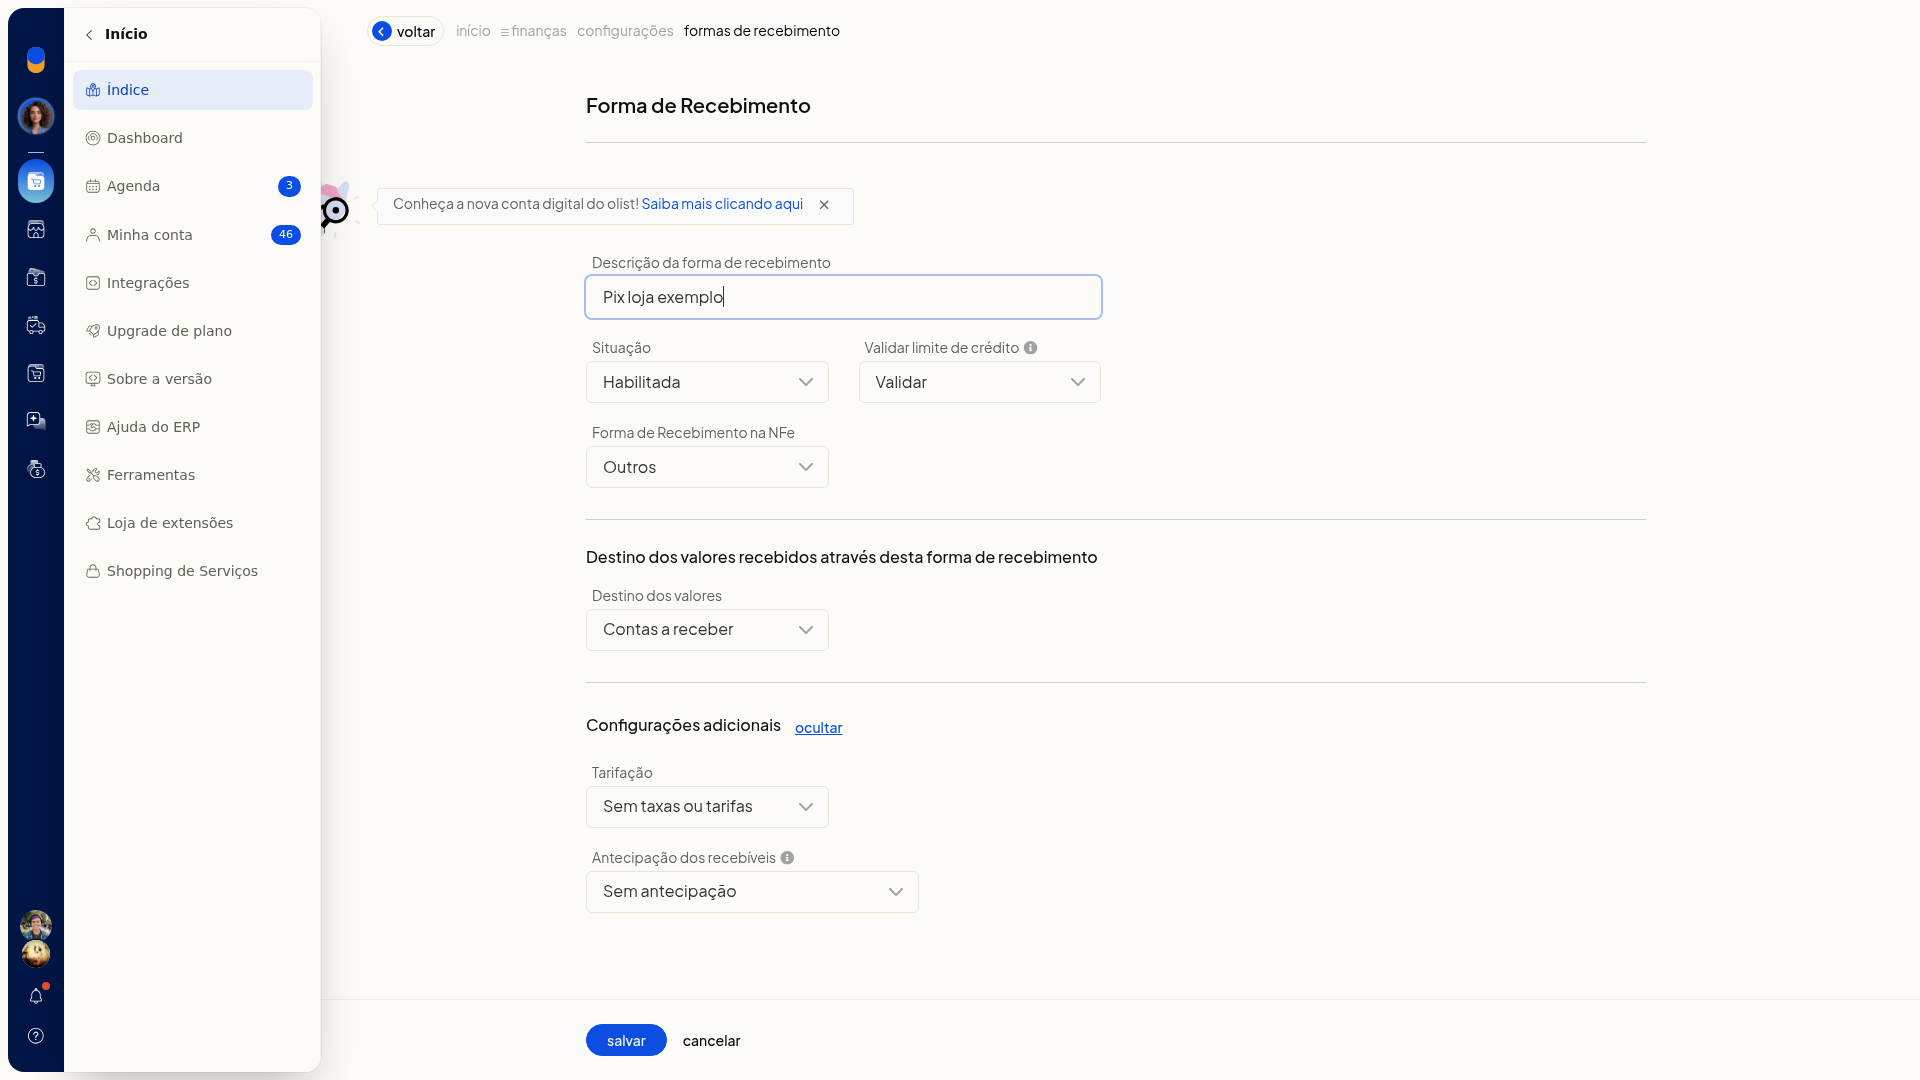 Início
Índice
Dashboard
Agenda 3
Minha conta 46
Integrações
Upgrade de plano
Sobre a versão
Ajuda do ERP
Ferramentas
Loja de extensões
Shopping de Serviços
voltar início finanças configurações formas de recebimento
Forma de Recebimento
Conheça a nova conta digital do olist! Saiba mais clicando aqui
Descrição da forma de recebimento
Pix loja exemplo
Situação Validar limite de crédito
Habilitada Validar
Forma de Recebimento na NFe
Outros
Destino dos valores recebidos através desta forma de recebimento
Destino dos valores
Contas a receber
Configurações adicionais ocultar
Tarifação
Sem taxas ou tarifas
Antecipação dos recebíveis
Sem antecipação
salvar cancelar